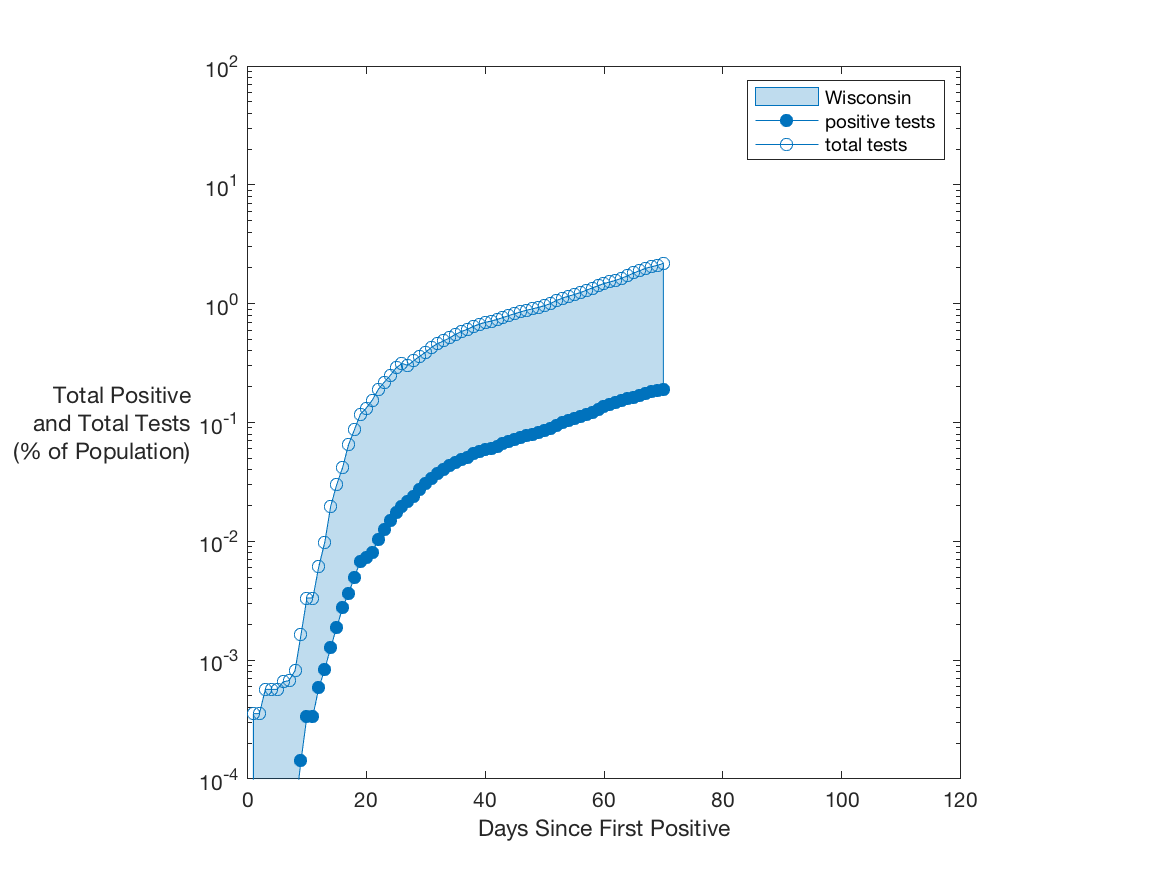 10^2
10^1
10^0
10^-1
10^-2
10^-3
10^-4
Total Positive
and Total Tests
(% of Population)
Wisconsin
positive tests
total tests
0 20 40 60 80 100 120
Days Since First Positive